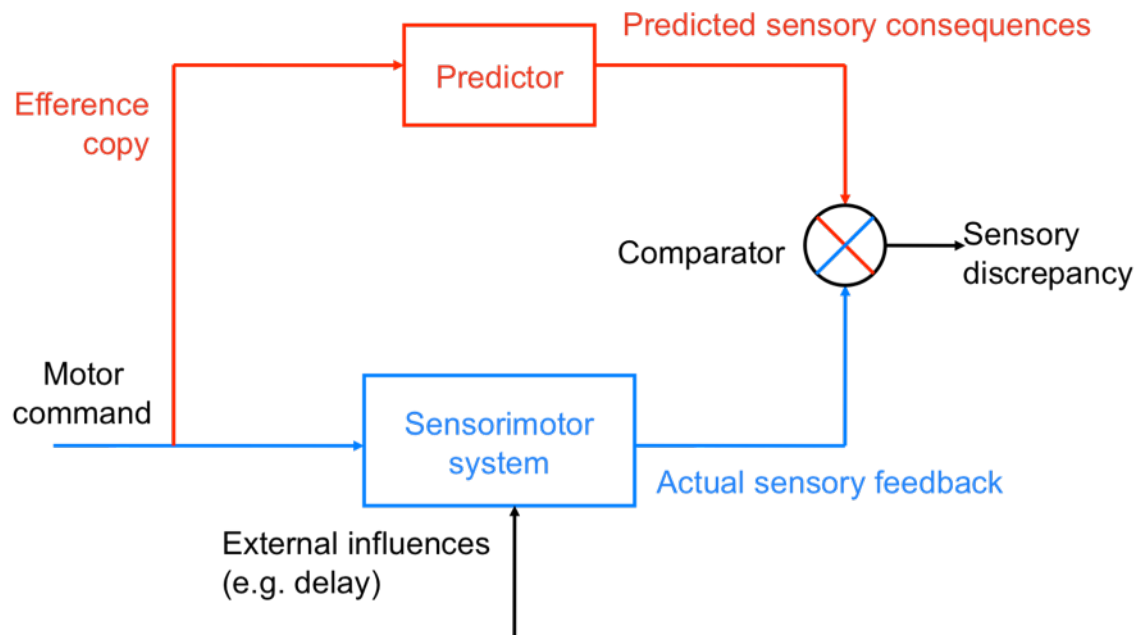 Predicted sensory consequences
Predictor
Efference
copy
Comparator
Sensory
discrepancy
Motor
command
Sensorimotor
system
Actual sensory feedback
External influences
(e.g. delay)